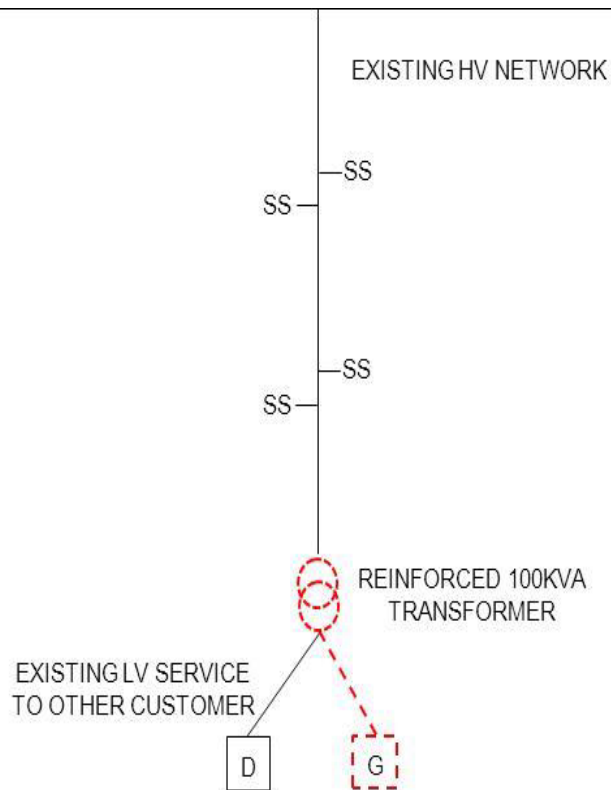 EXISTING HV NETWORK
SS
SS
SS
SS
REINFORCED 100KVA
TRANSFORMER
EXISTING LV SERVICE
TO OTHER CUSTOMER
D
G